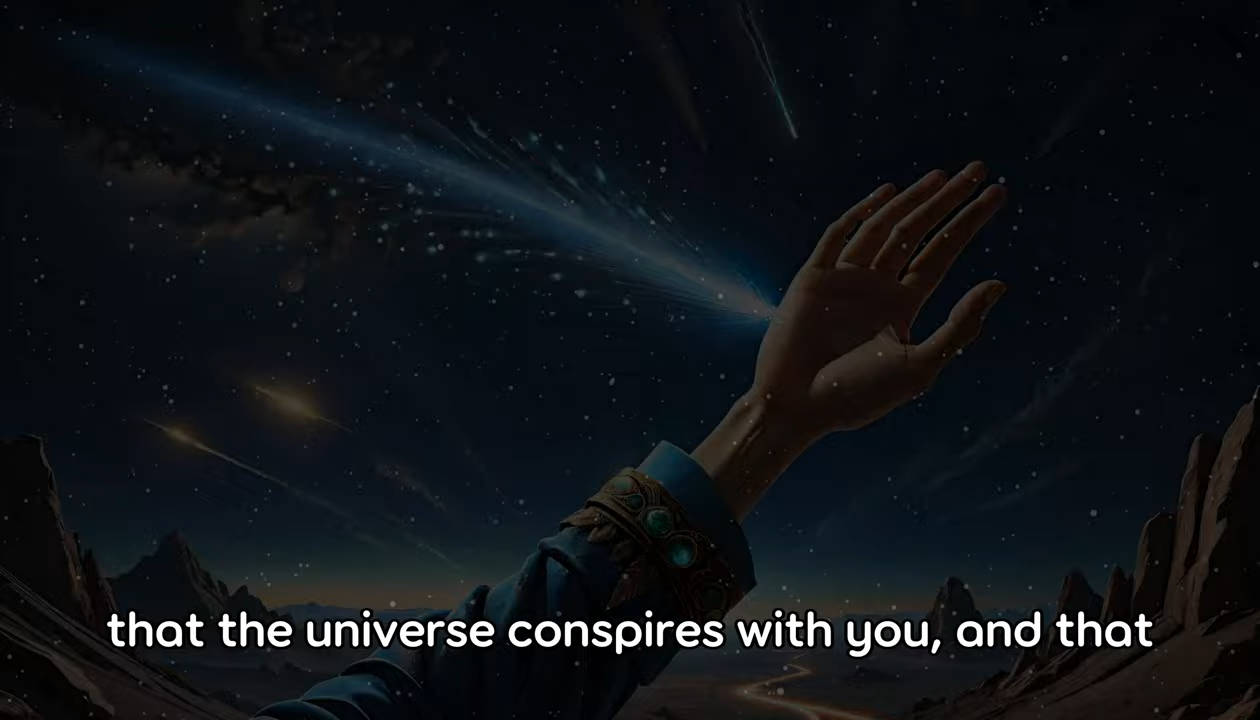 that the universe conspires with you, and that